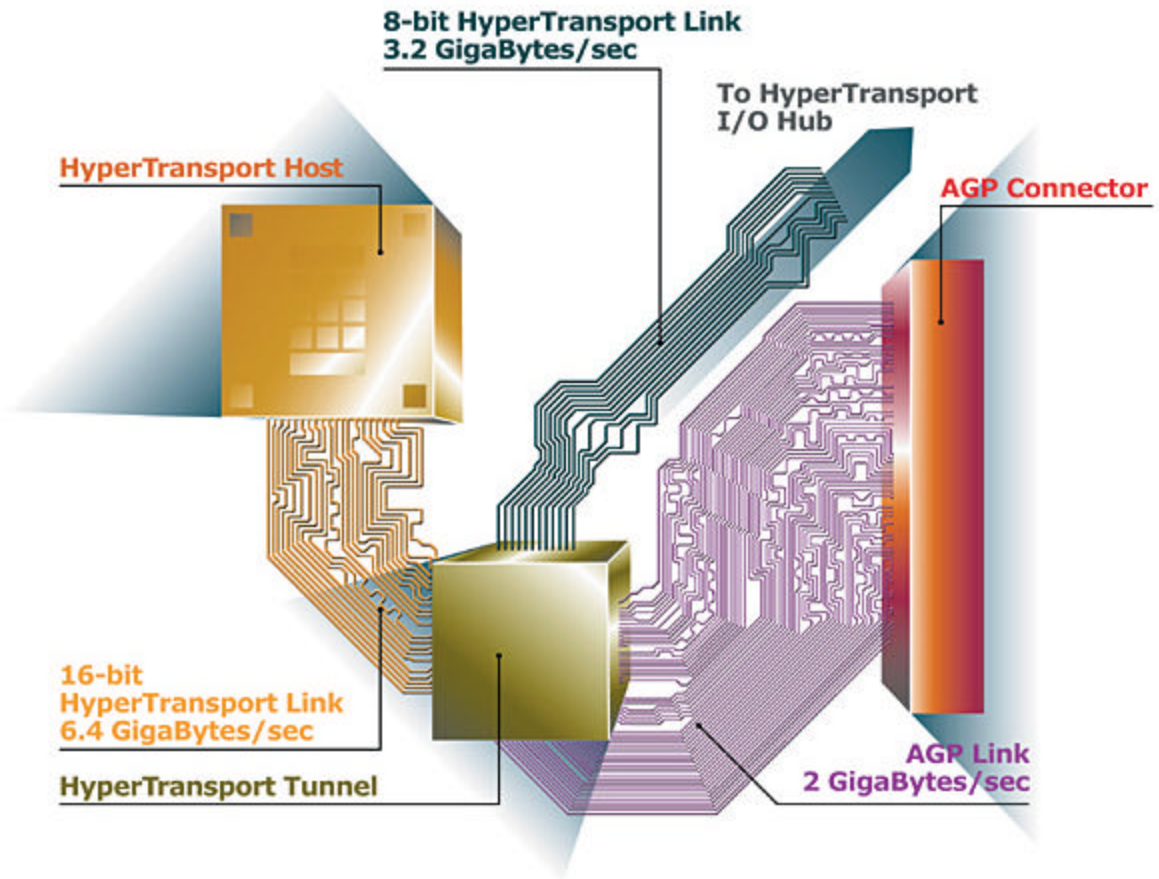 8-bit HyperTransport Link
3.2 GigaBytes/sec
To HyperTransport
I/O Hub
HyperTransport Host
AGP Connector
16-bit
HyperTransport Link
6.4 GigaBytes/sec
AGP Link
2 GigaBytes/sec
HyperTransport Tunnel